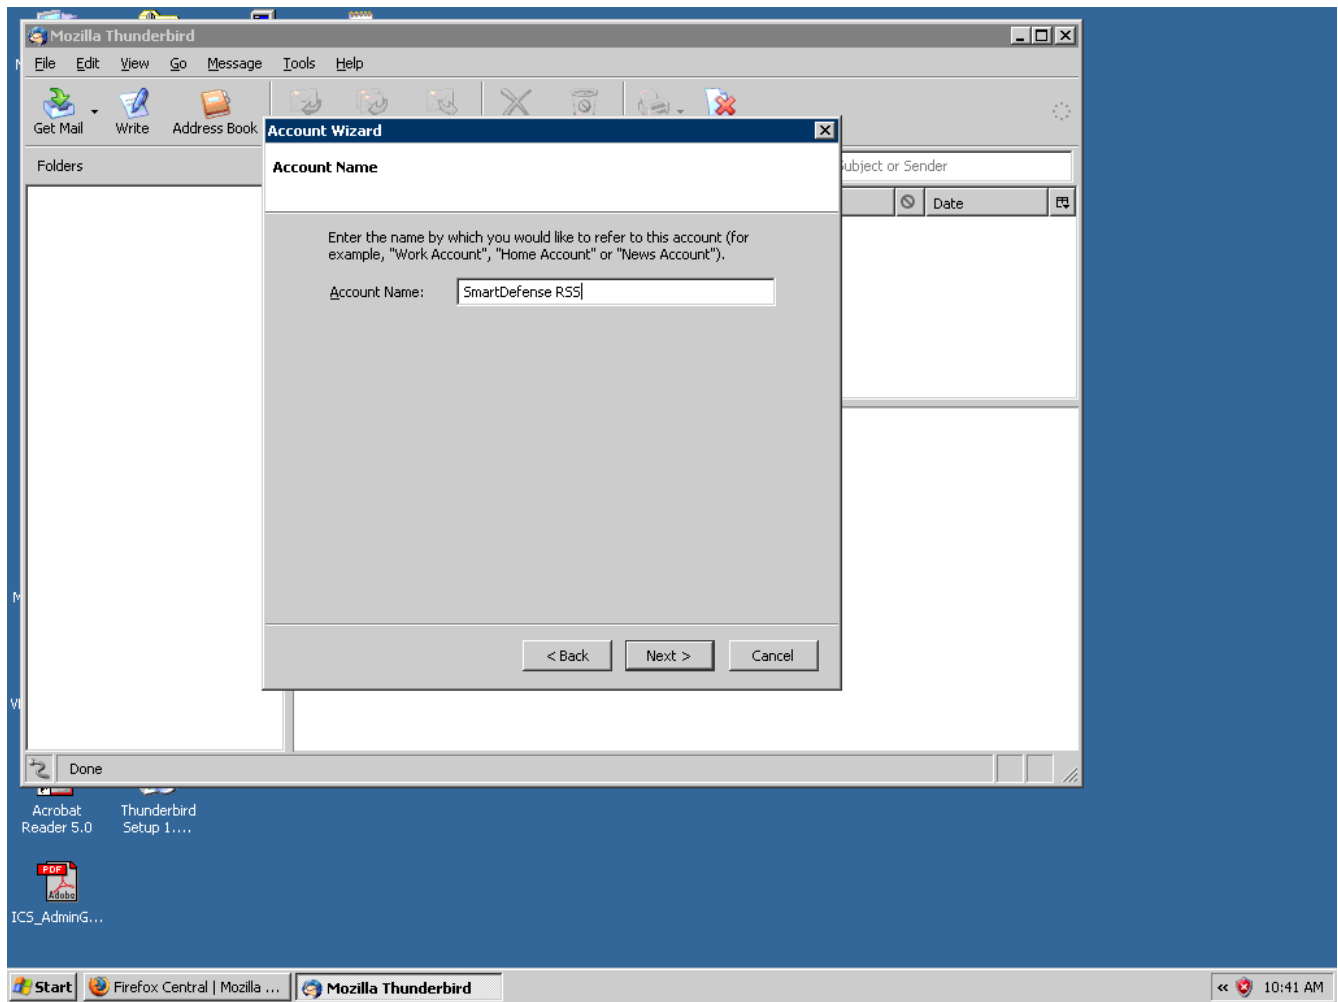 Mozilla Thunderbird
File Edit View Go Message Tools Help
Get Mail Write Address Book
Account Wizard
Folders
Account Name
Subject or Sender
Date
Enter the name by which you would like to refer to this account (for
example, "Work Account", "Home Account" or "News Account").
Account Name: SmartDefense RSS
< Back Next > Cancel
Done
Acrobat
Reader 5.0
Thunderbird
Setup 1....
PDF
Adobe
ICS_AdminG...
Start Firefox Central | Mozilla ... Mozilla Thunderbird « 10:41 AM